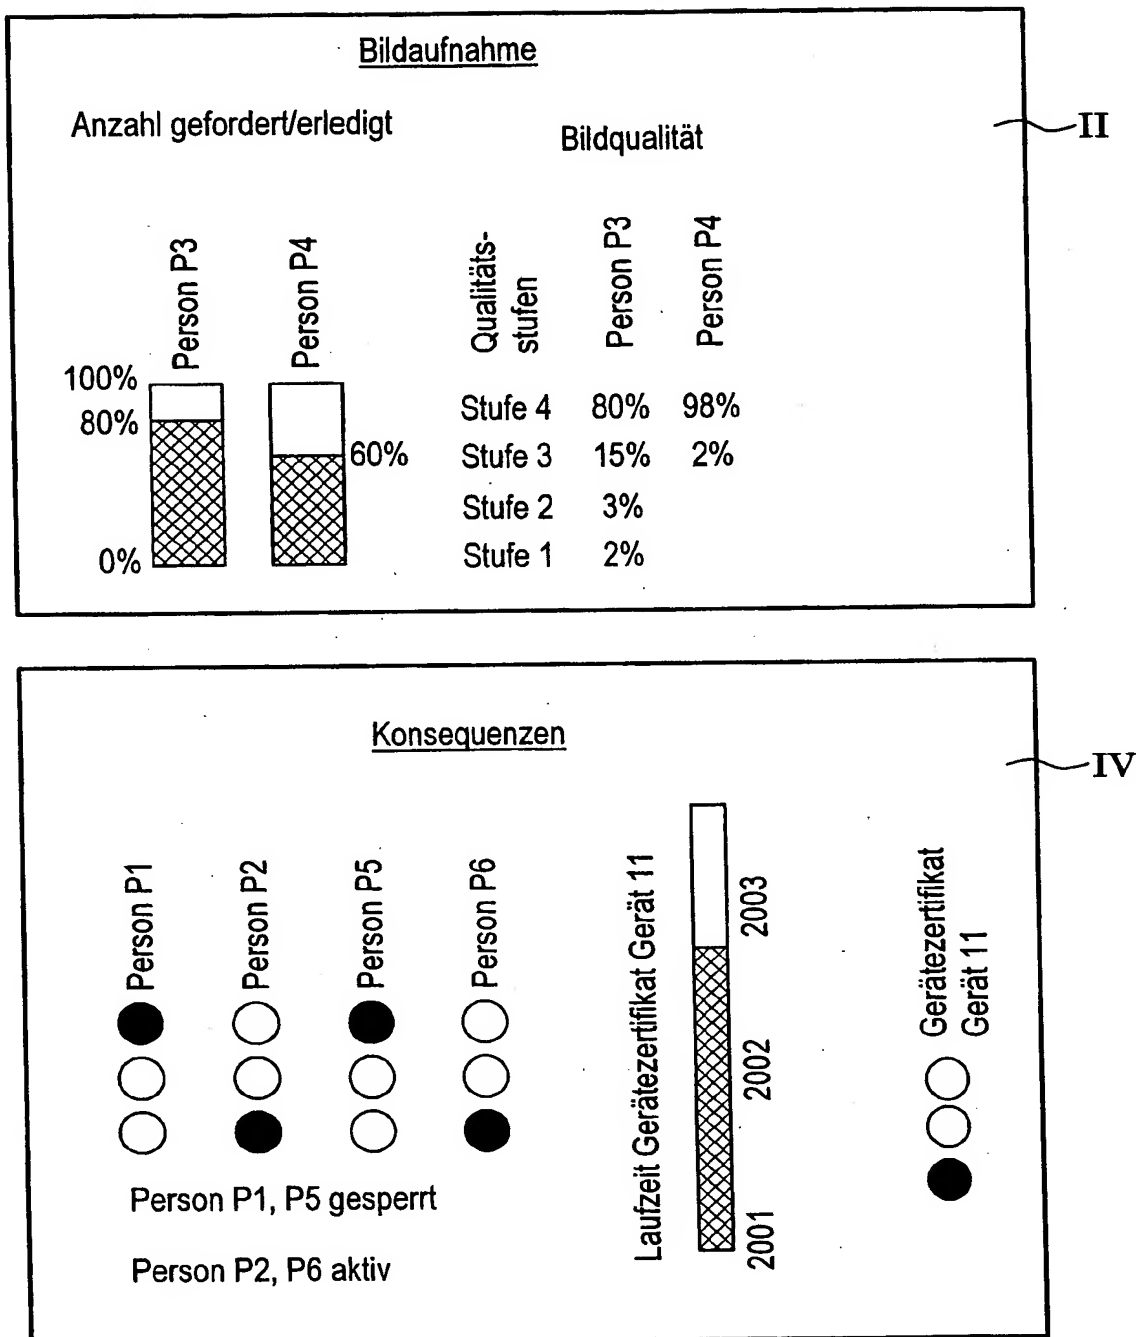 Bildaufnahme
II
Anzahl gefordert/erledigt
Bildqualität
Person P3
Person P4
Qualitäts-
stufen
Person P3
Person P4
100%
80%
60%
0%
Stufe 4 80% 98%
Stufe 3 15% 2%
Stufe 2 3%
Stufe 1 2%
Konsequenzen
IV
Person P1
Person P2
Person P5
Person P6
Person P1, P5 gesperrt
Person P2, P6 aktiv
Laufzeit Gerätezertifikat Gerät 11
2001
2002
2003
Gerätezertifikat
Gerät 11